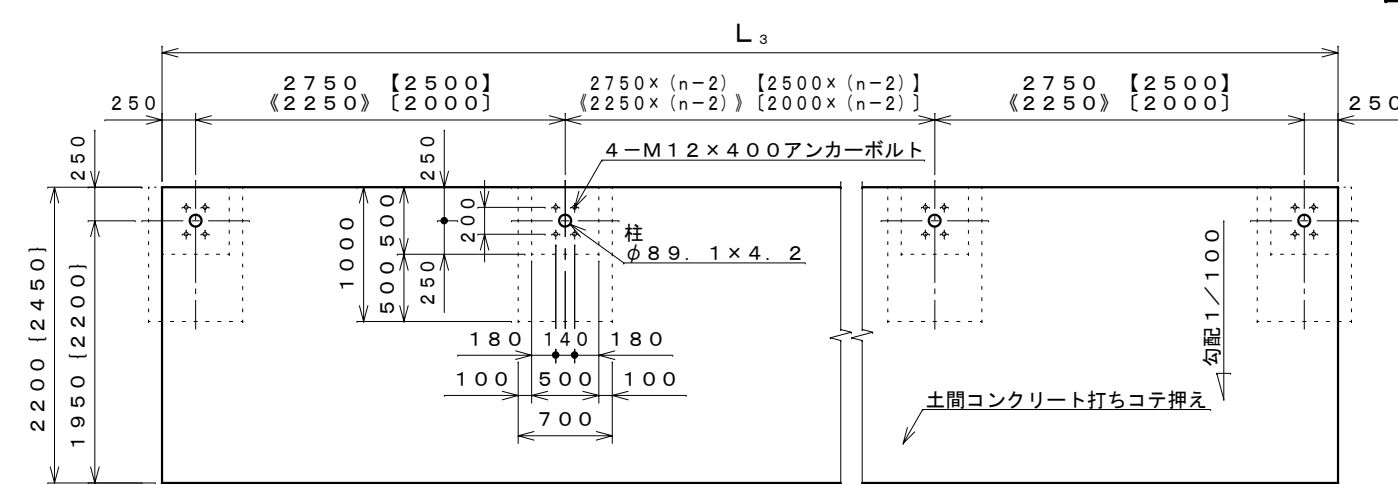 L₃
2750 【2500】
《2250》〔2000〕
2750×(n-2) 【2500×(n-2)】
《2250×(n-2)》〔2000×(n-2)〕
2750 【2500】
《2250》〔2000〕
250
250
250
250
4－M12×400アンカーボルト
200
500
1000
柱
φ89.1×4.2
250
500
2200{2450}
1950{2200}
勾配1/100
180 140 180
100 500 100
700
土間コンクリート打ちコテ押え